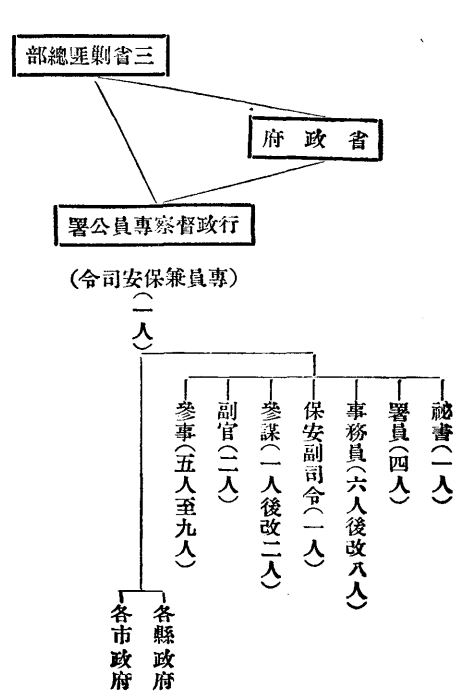 三省剿匪總部
省政府
行政督察專員公署
(專員兼保安司令)
(一人)
祕書(一人)
署員(四人)
事務員(六人後改八人)
保安副司令(一人)
參謀(一人後改二人)
副官(二人)
參事(五人至九人)
各縣政府
各市政府